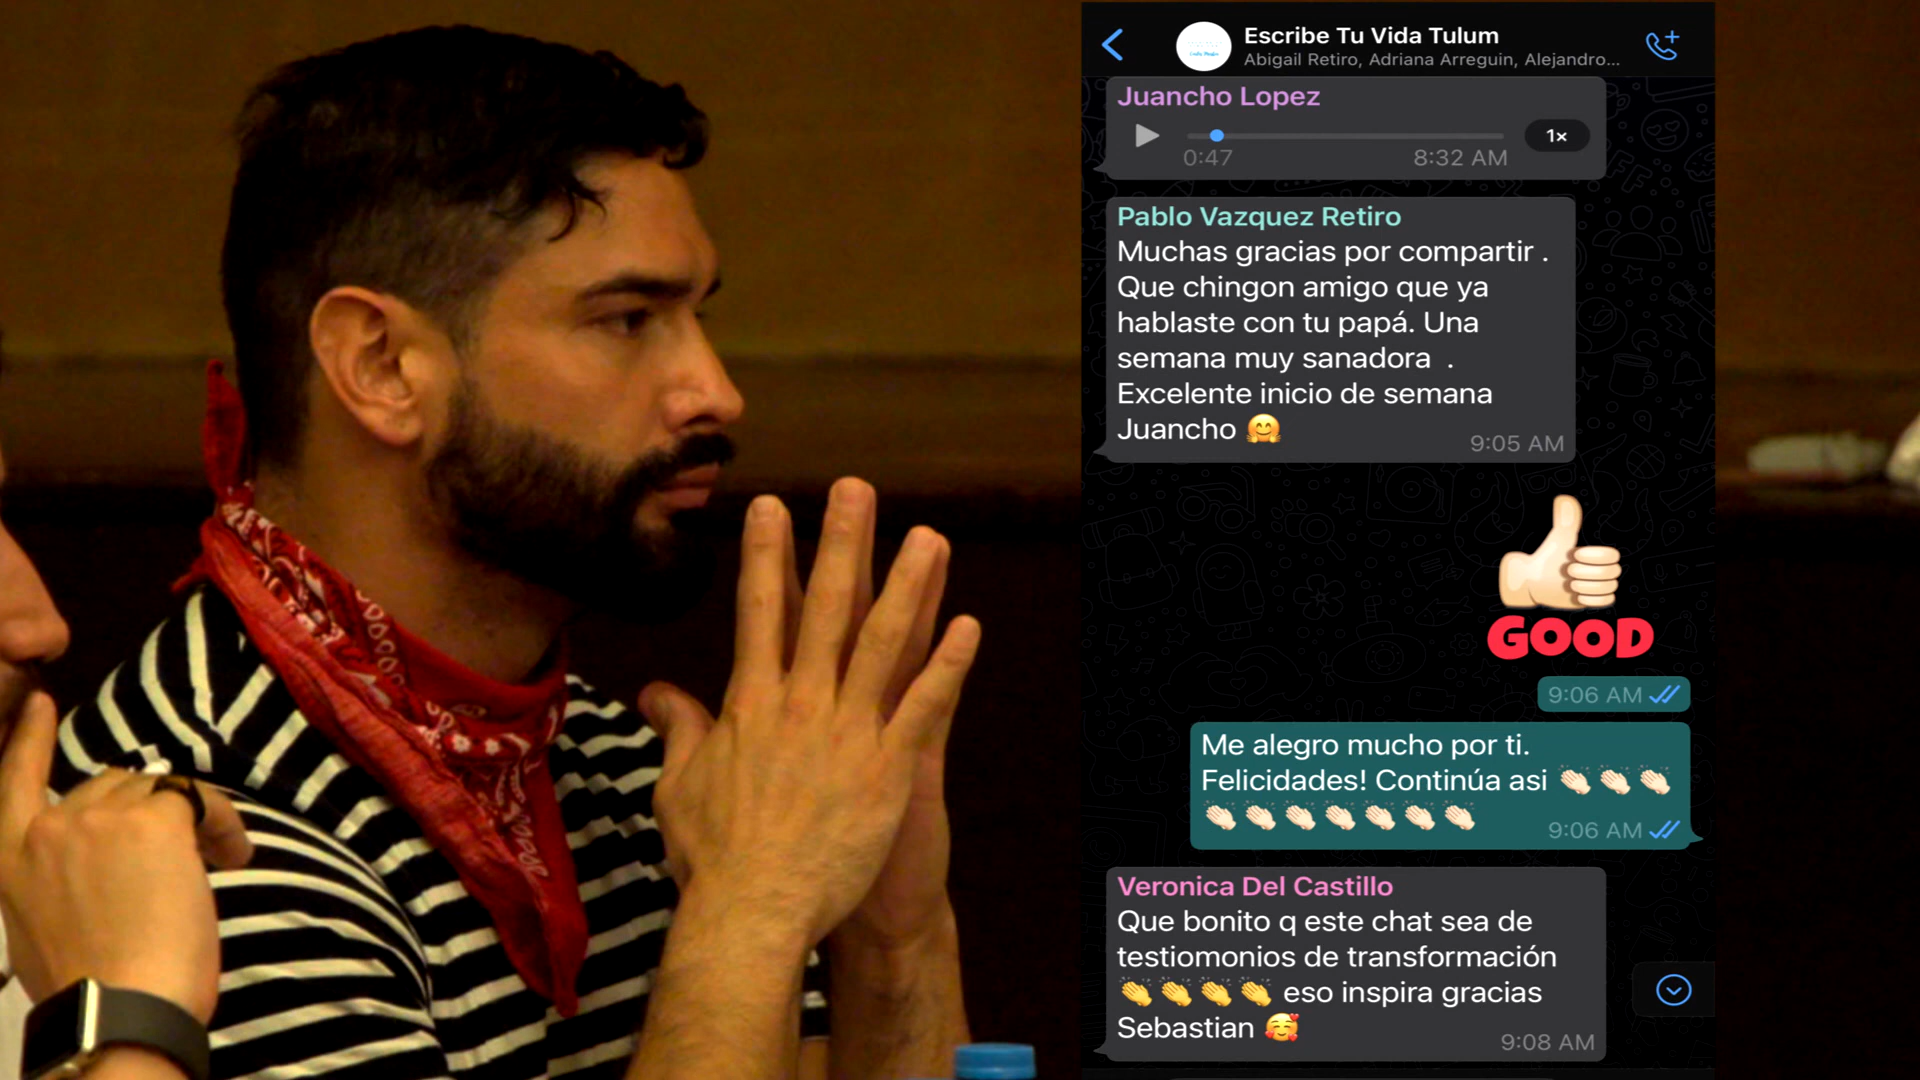 Escribe Tu Vida Tulum
Abigail Retiro, Adriana Arreguin, Alejandro...
Juancho Lopez
1×
0:47
8:32 AM
Pablo Vazquez Retiro
Muchas gracias por compartir .
Que chingon amigo que ya
hablaste con tu papá. Una
semana muy sanadora .
Excelente inicio de semana
Juancho 🤗
9:05 AM
GOOD
9:06 AM
Me alegro mucho por ti.
Felicidades! Continúa asi 👏🏻👏🏻👏🏻
👏🏻👏🏻👏🏻👏🏻👏🏻👏🏻👏🏻
9:06 AM
Veronica Del Castillo
Que bonito q este chat sea de
testiomonios de transformación
👏👏👏👏 eso inspira gracias
Sebastian 🥰
9:08 AM